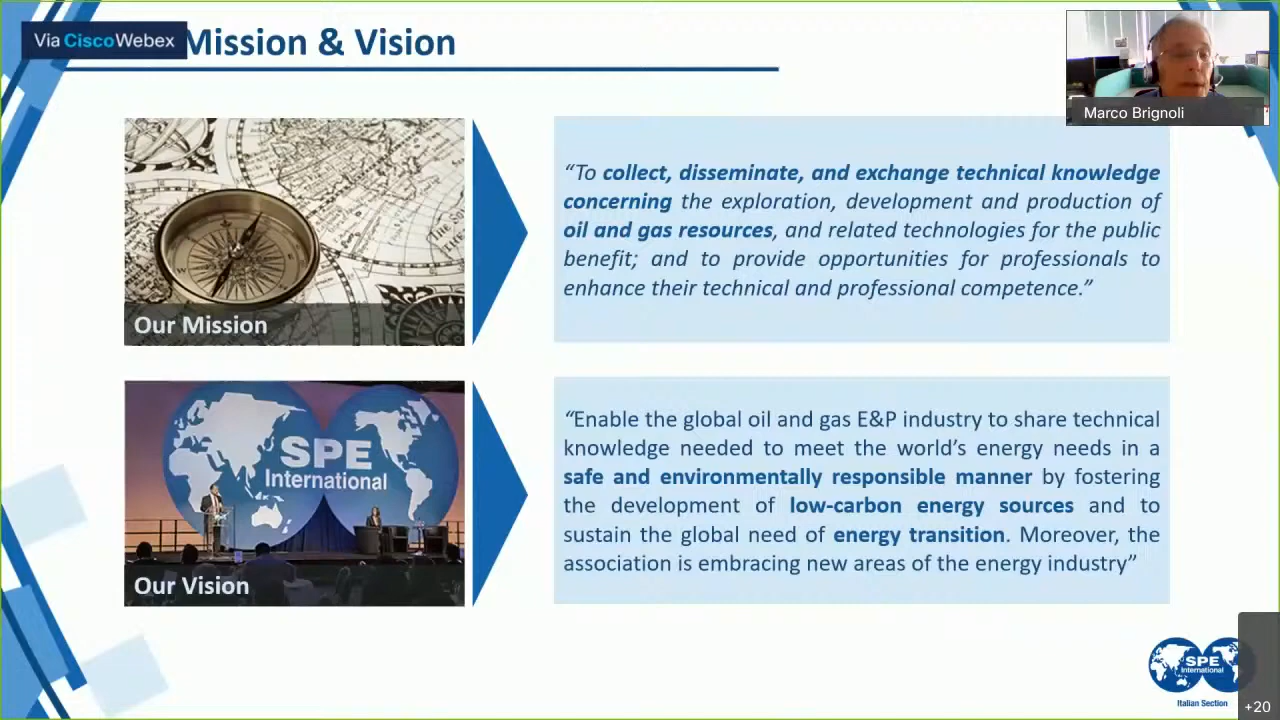 Via CiscoWebex
Mission & Vision
Marco Brignoli
“To collect, disseminate, and exchange technical knowledge
concerning the exploration, development and production of
oil and gas resources, and related technologies for the public
benefit; and to provide opportunities for professionals to
enhance their technical and professional competence.”
Our Mission
“Enable the global oil and gas E&P industry to share technical
knowledge needed to meet the world’s energy needs in a
safe and environmentally responsible manner by fostering
the development of low-carbon energy sources and to
sustain the global need of energy transition. Moreover, the
association is embracing new areas of the energy industry”
SPE
International
Our Vision
SPE
International
Italian Section
+20